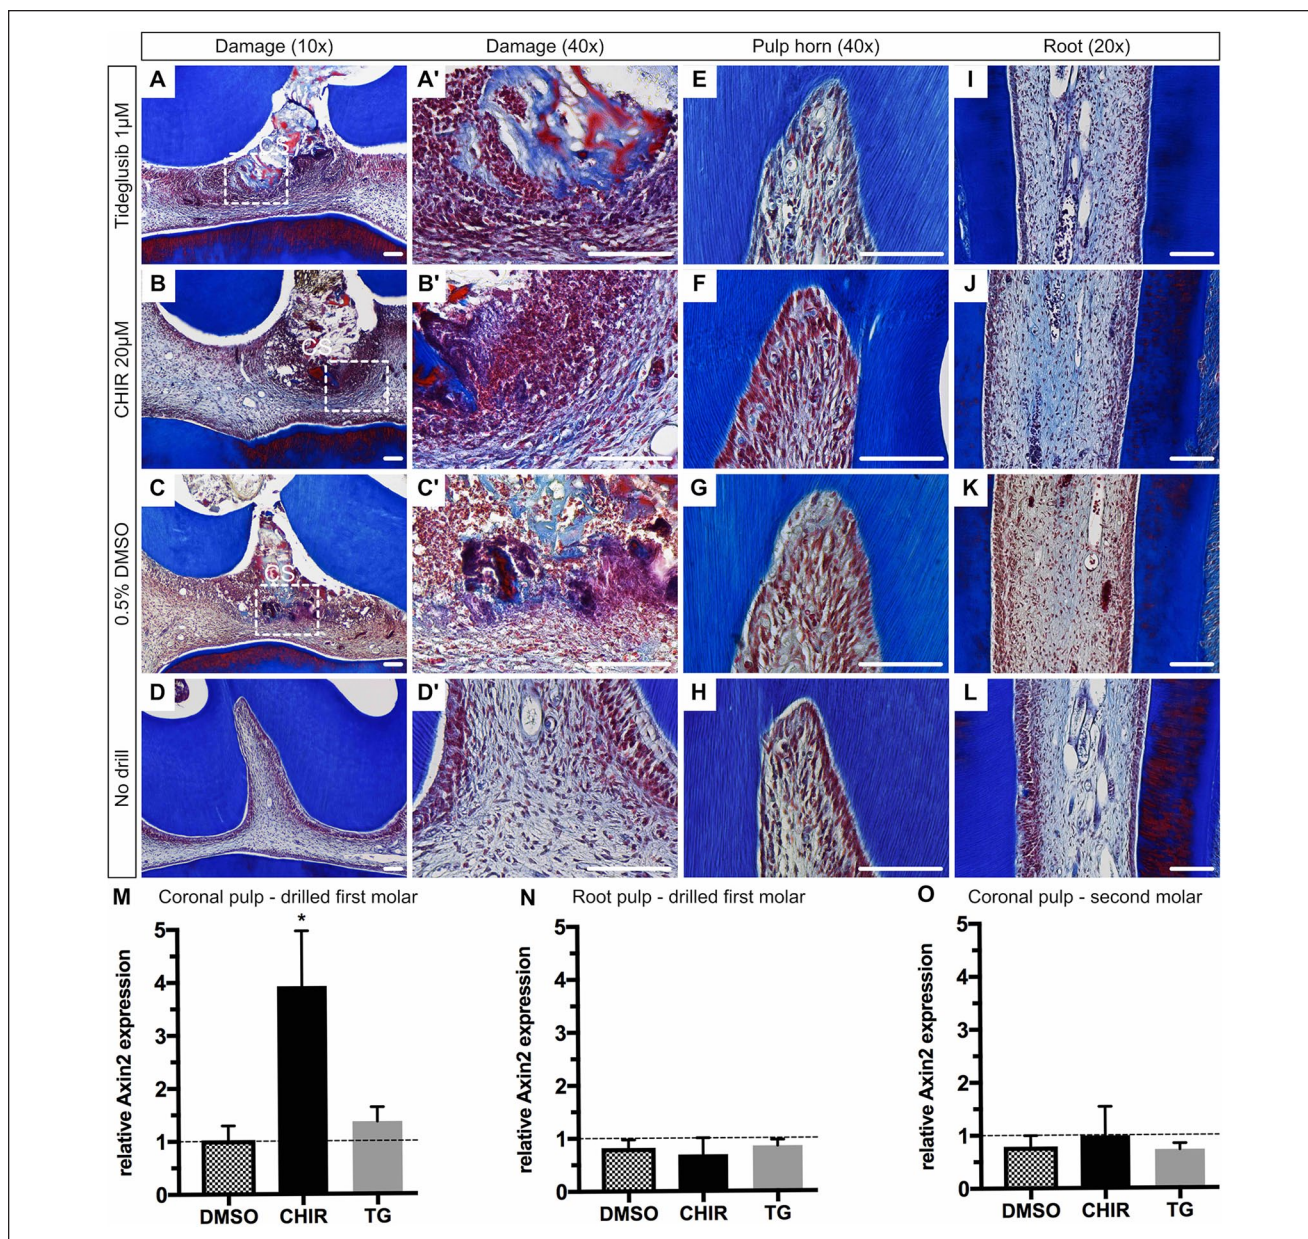 Damage (10x) Damage (40x) Pulp horn (40x) Root (20x)
Tideglusib 1µM
A A' E I
CS
CHIR 20µM
B B' F J
CS
0.5% DMSO
C C' G K
CS
No drill
D D' H L
M Coronal pulp - drilled first molar
relative Axin2 expression
5
4
3
2
1
0
*
DMSO CHIR TG
N Root pulp - drilled first molar
relative Axin2 expression
5
4
3
2
1
0
DMSO CHIR TG
O Coronal pulp - second molar
relative Axin2 expression
5
4
3
2
1
0
DMSO CHIR TG